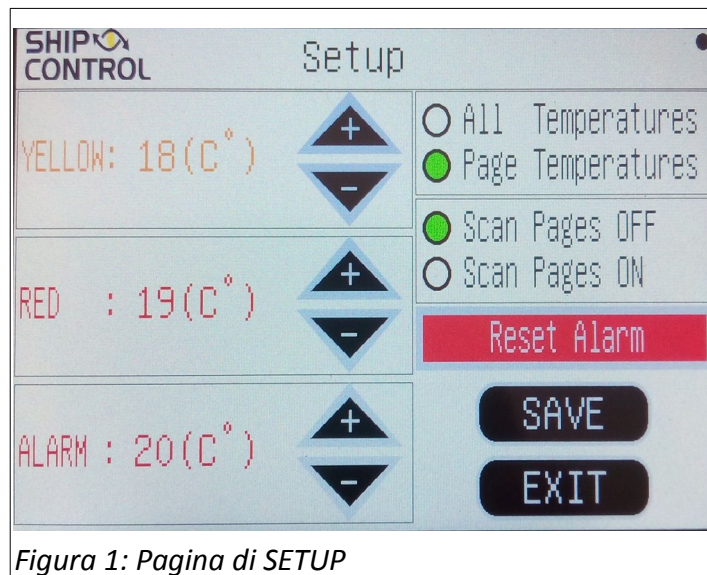 SHIP
CONTROL
Setup
YELLOW: 18(C°)
+
-
All Temperatures
Page Temperatures
RED : 19(C°)
+
-
Scan Pages OFF
Scan Pages ON
Reset Alarm
ALARM : 20(C°)
+
-
SAVE
EXIT
Figura 1: Pagina di SETUP